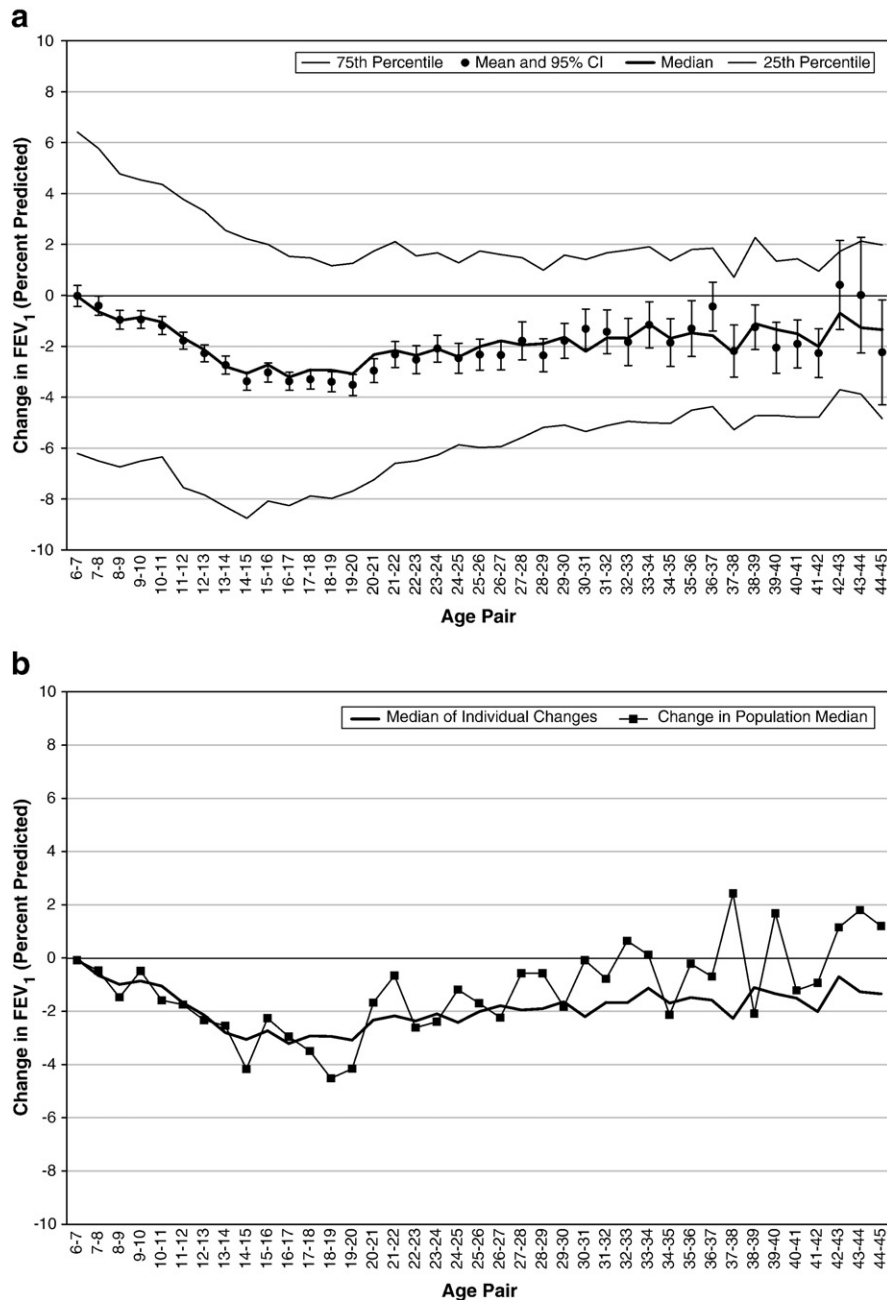 a
10
8
6
4
2
0
-2
-4
-6
-8
-10
Change in FEV1 (Percent Predicted)
75th Percentile Mean and 95% CI Median 25th Percentile
6-7 7-8 8-9 9-10 10-11 11-12 12-13 13-14 14-15 15-16 16-17 17-18 18-19 19-20 20-21 21-22 22-23 23-24 24-25 25-26 26-27 27-28 28-29 29-30 30-31 31-32 32-33 33-34 34-35 35-36 36-37 37-38 38-39 39-40 40-41 41-42 42-43 43-44 44-45
Age Pair
b
10
8
6
4
2
0
-2
-4
-6
-8
-10
Change in FEV1 (Percent Predicted)
Median of Individual Changes Change in Population Median
6-7 7-8 8-9 9-10 10-11 11-12 12-13 13-14 14-15 15-16 16-17 17-18 18-19 19-20 20-21 21-22 22-23 23-24 24-25 25-26 26-27 27-28 28-29 29-30 30-31 31-32 32-33 33-34 34-35 35-36 36-37 37-38 38-39 39-40 40-41 41-42 42-43 43-44 44-45
Age Pair